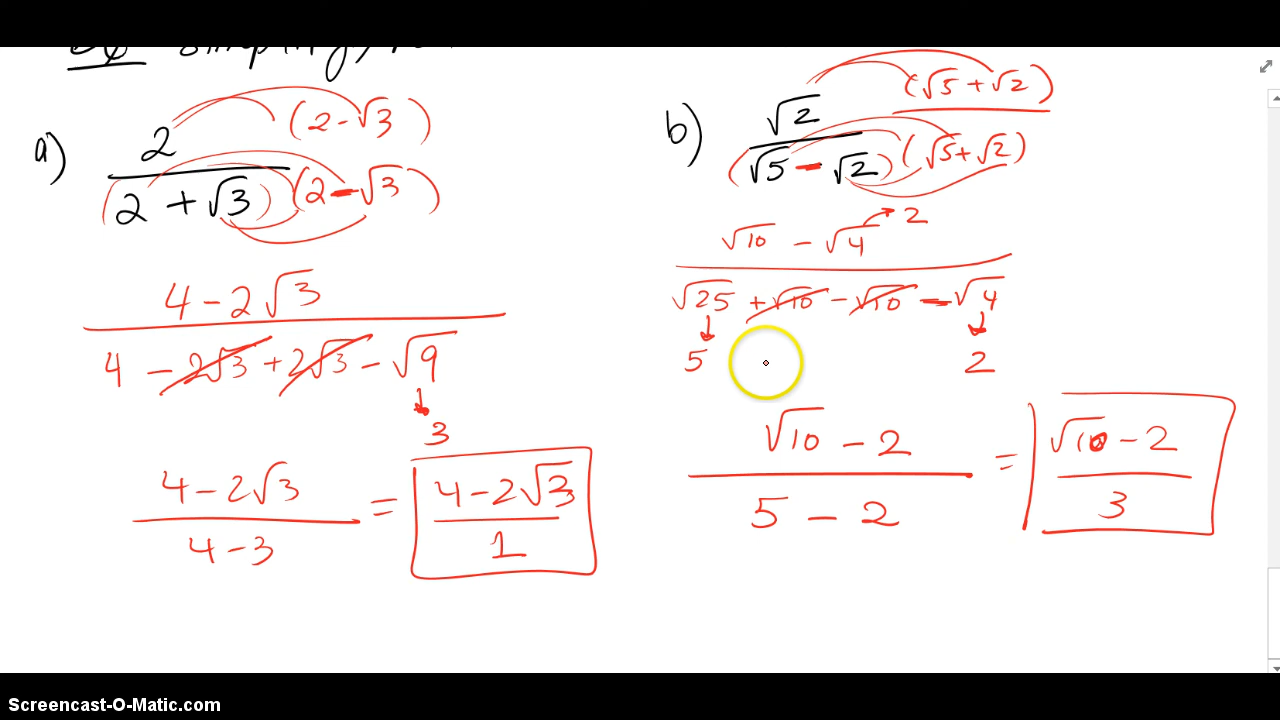 Simplify,
a) 2 (2 - √3)
(2 + √3) (2 - √3)
4 - 2√3
4 - 2√3 + 2√3 - √9
3
4 - 2√3
4 - 3
= 4 - 2√3
1
b) √2 (√5 + √2)
(√5 - √2) (√5 + √2)
√10 - √4 → 2
√25 + √10 - √10 - √4
5 2
√10 - 2
5 - 2
= √10 - 2
3
Screencast-O-Matic.com